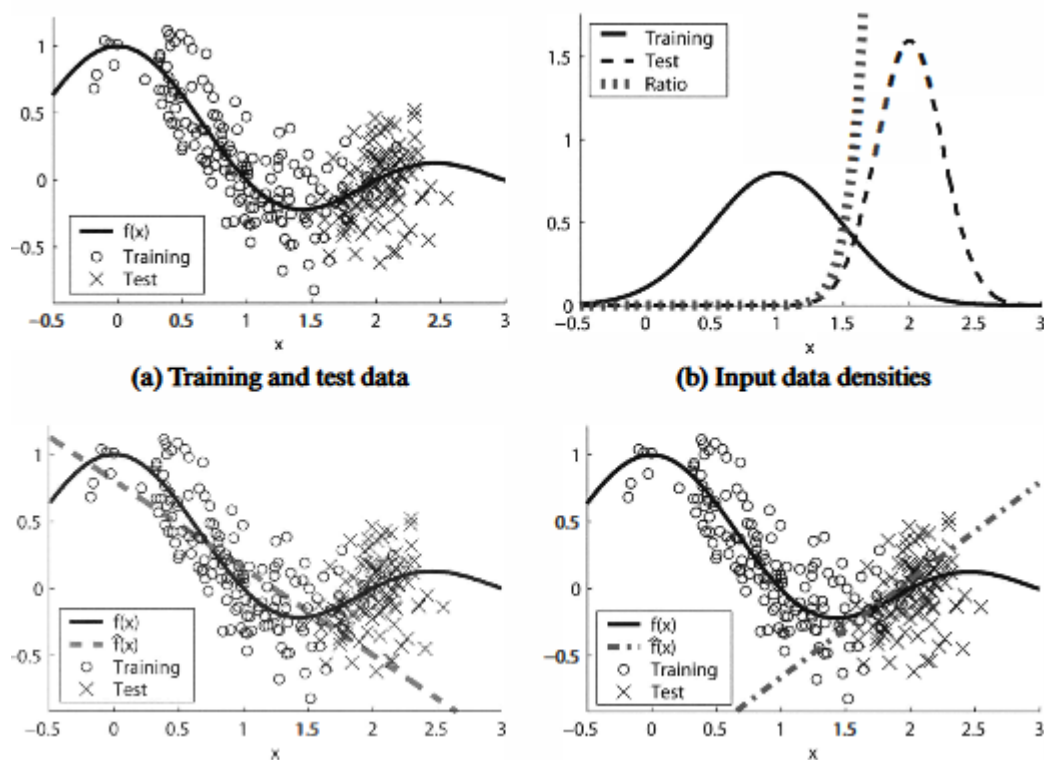 1
0.5
0
-0.5
f(x)
Training
Test
-0.5 0 0.5 1 1.5 2 2.5 3
x
(a) Training and test data
1.5
1
0.5
0
Training
Test
Ratio
-0.5 0 0.5 1 1.5 2 2.5 3
x
(b) Input data densities
1
0.5
0
-0.5
f(x)
f̂(x)
Training
Test
-0.5 0 0.5 1 1.5 2 2.5 3
x
1
0.5
0
-0.5
f(x)
f̂(x)
Training
Test
-0.5 0 0.5 1 1.5 2 2.5 3
x